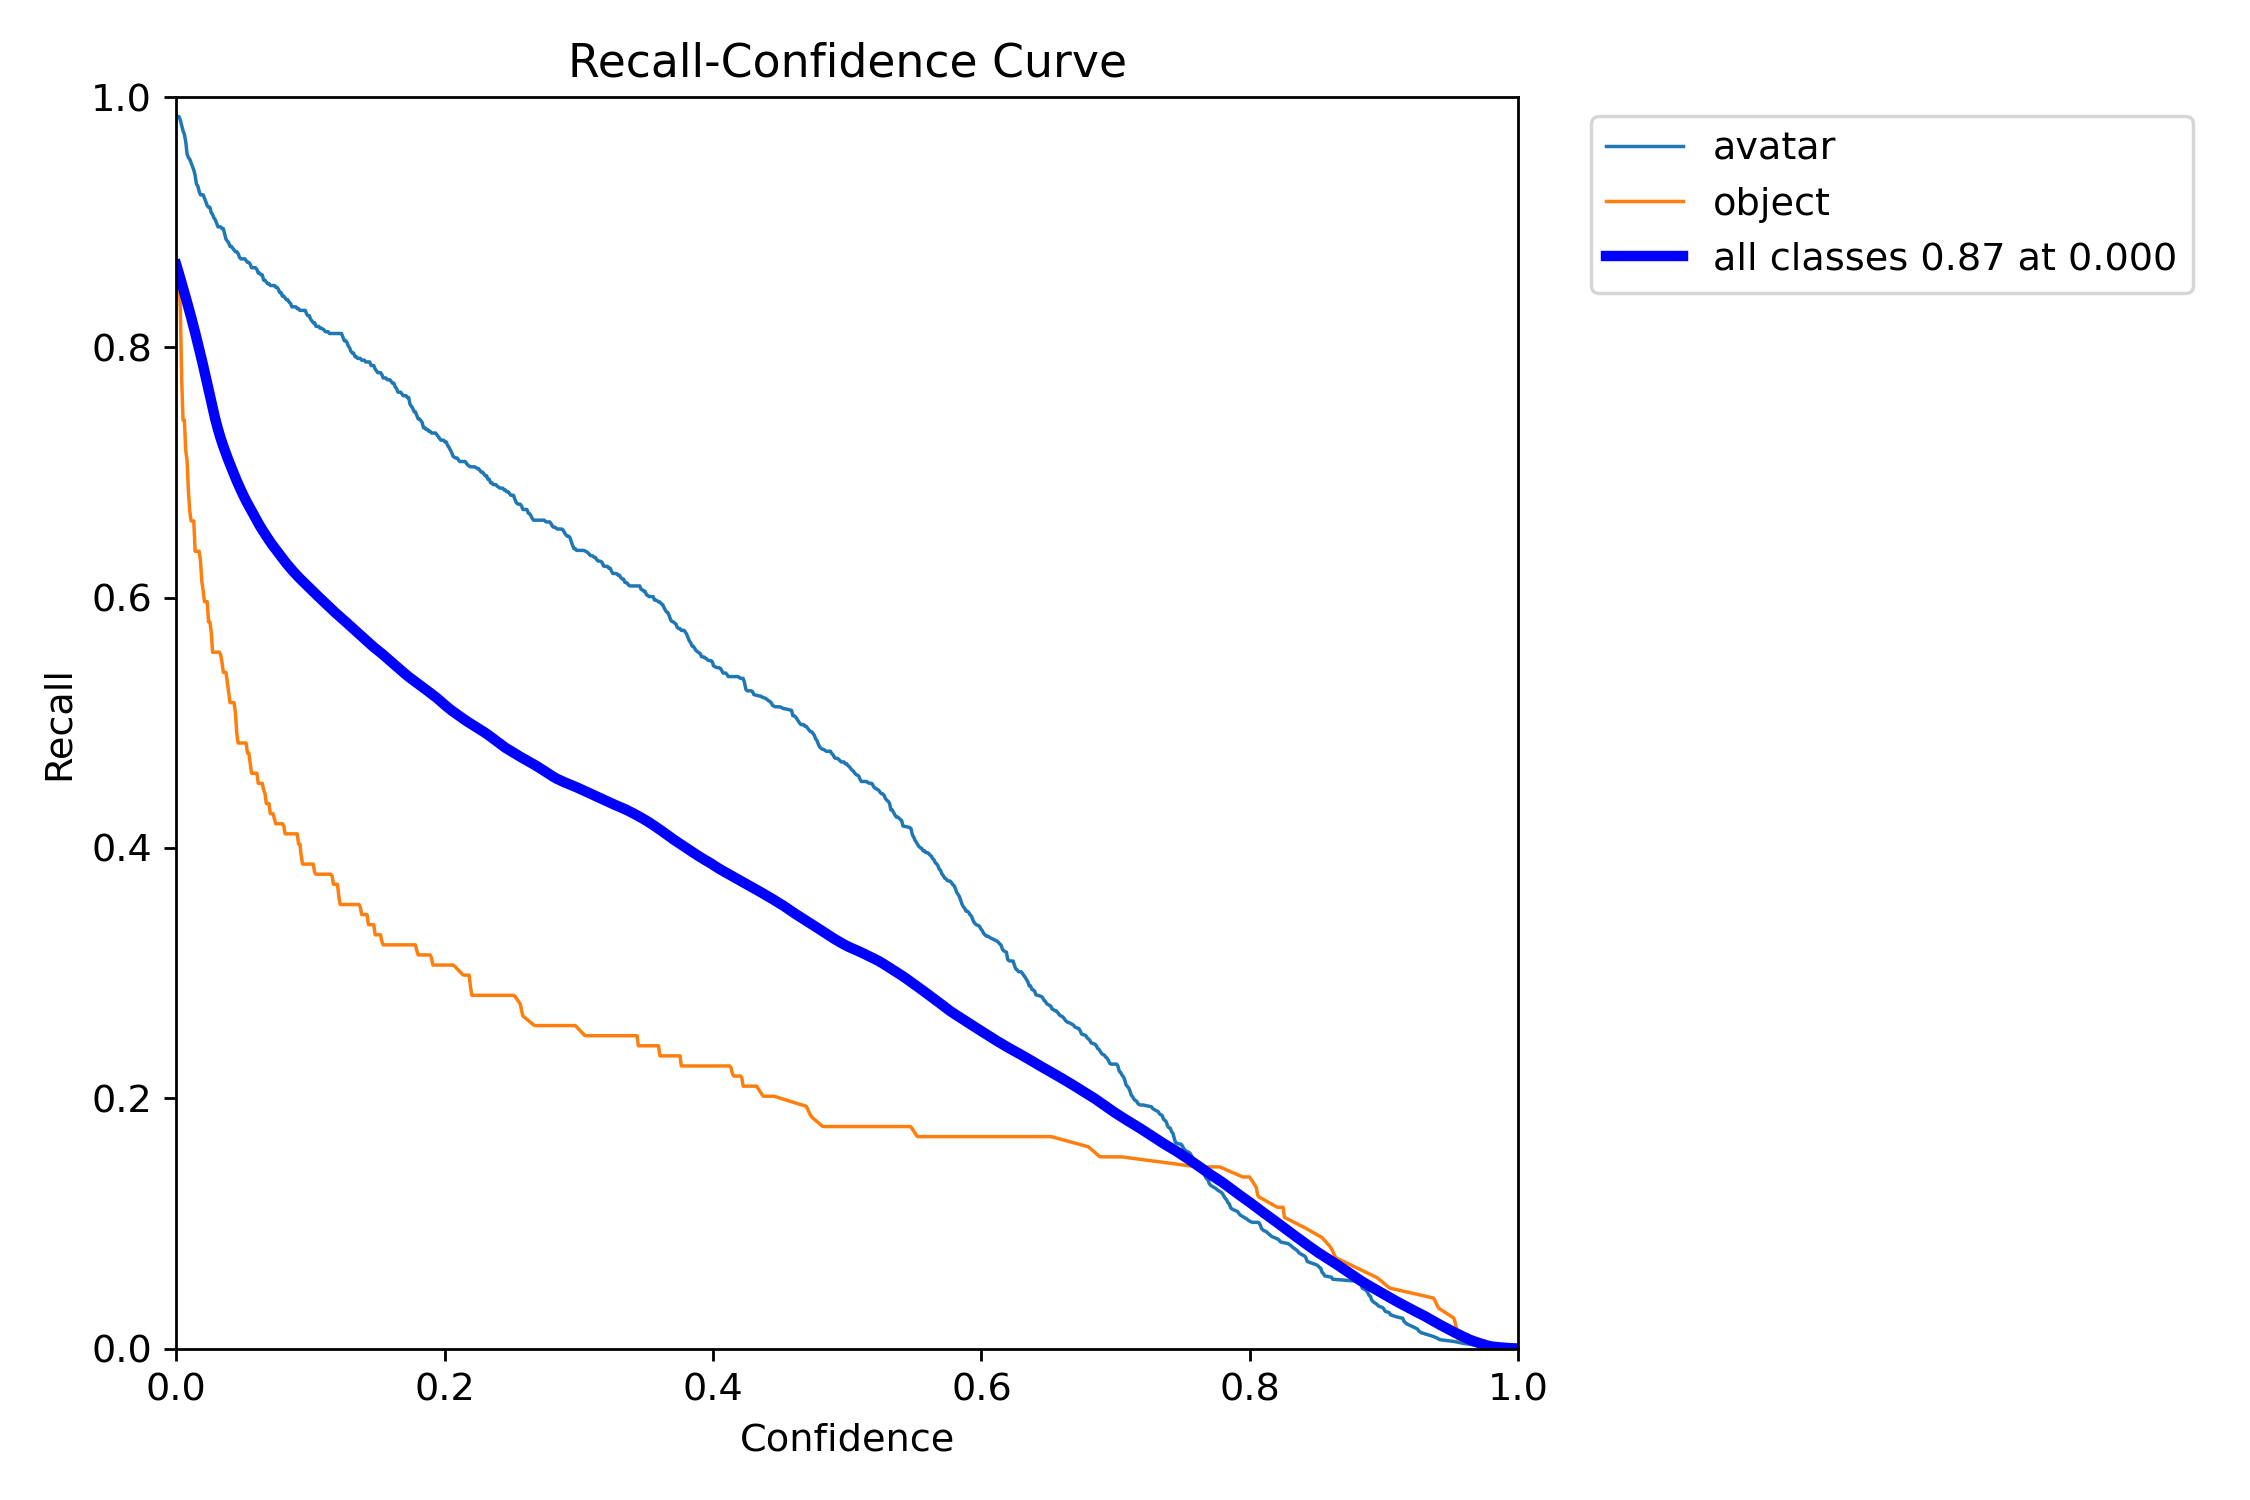 Recall-Confidence Curve
1.0
0.8
0.6
0.4
0.2
0.0
Recall
0.0 0.2 0.4 0.6 0.8 1.0
Confidence
avatar
object
all classes 0.87 at 0.000